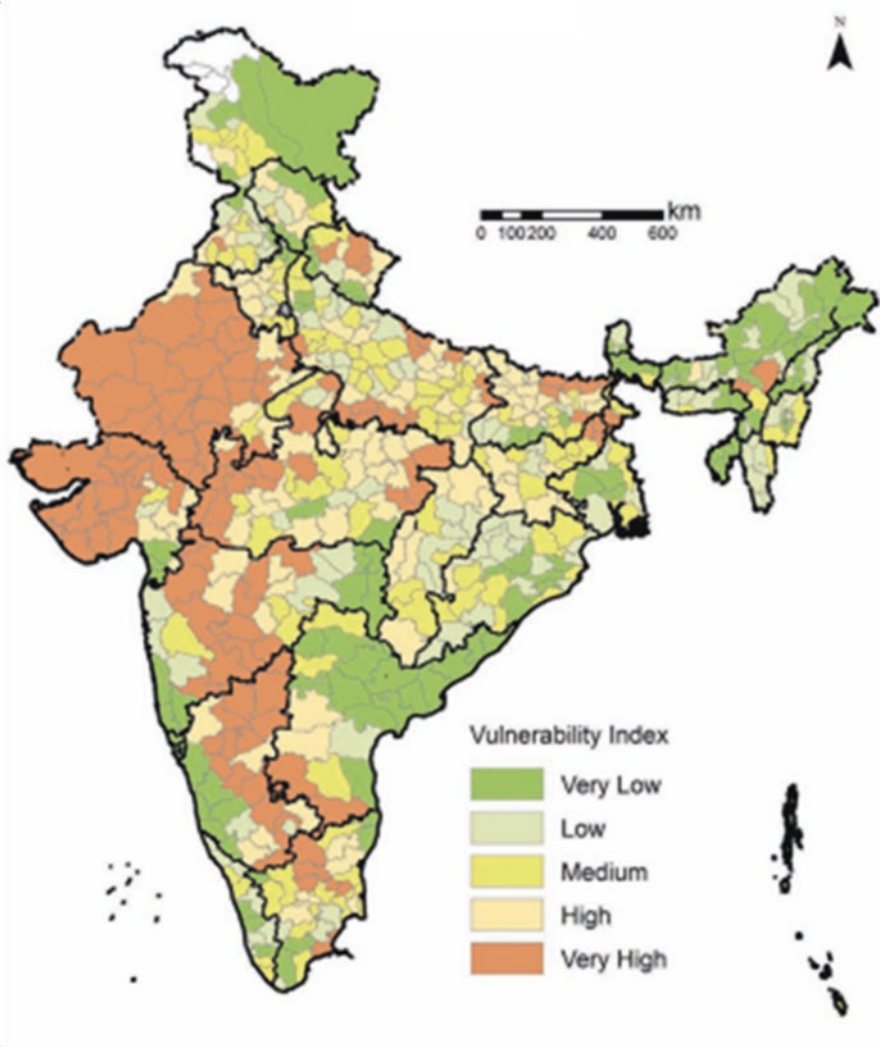 N
km
0 100 200 400 600
Vulnerability Index
Very Low
Low
Medium
High
Very High